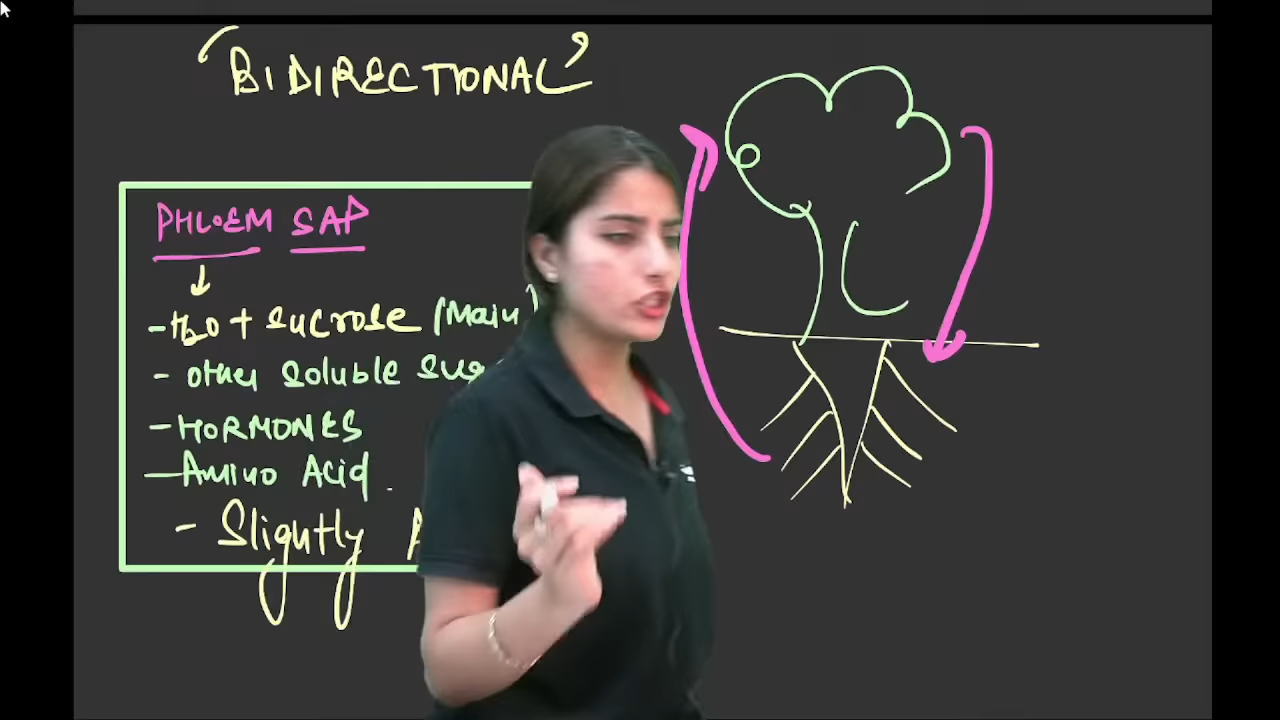 "BIDIRECTIONAL"
PHLOEM SAP
- H2O + Sucrose (Main)
- other Soluble
- HORMONES
- Amino Acid .
- Slightly